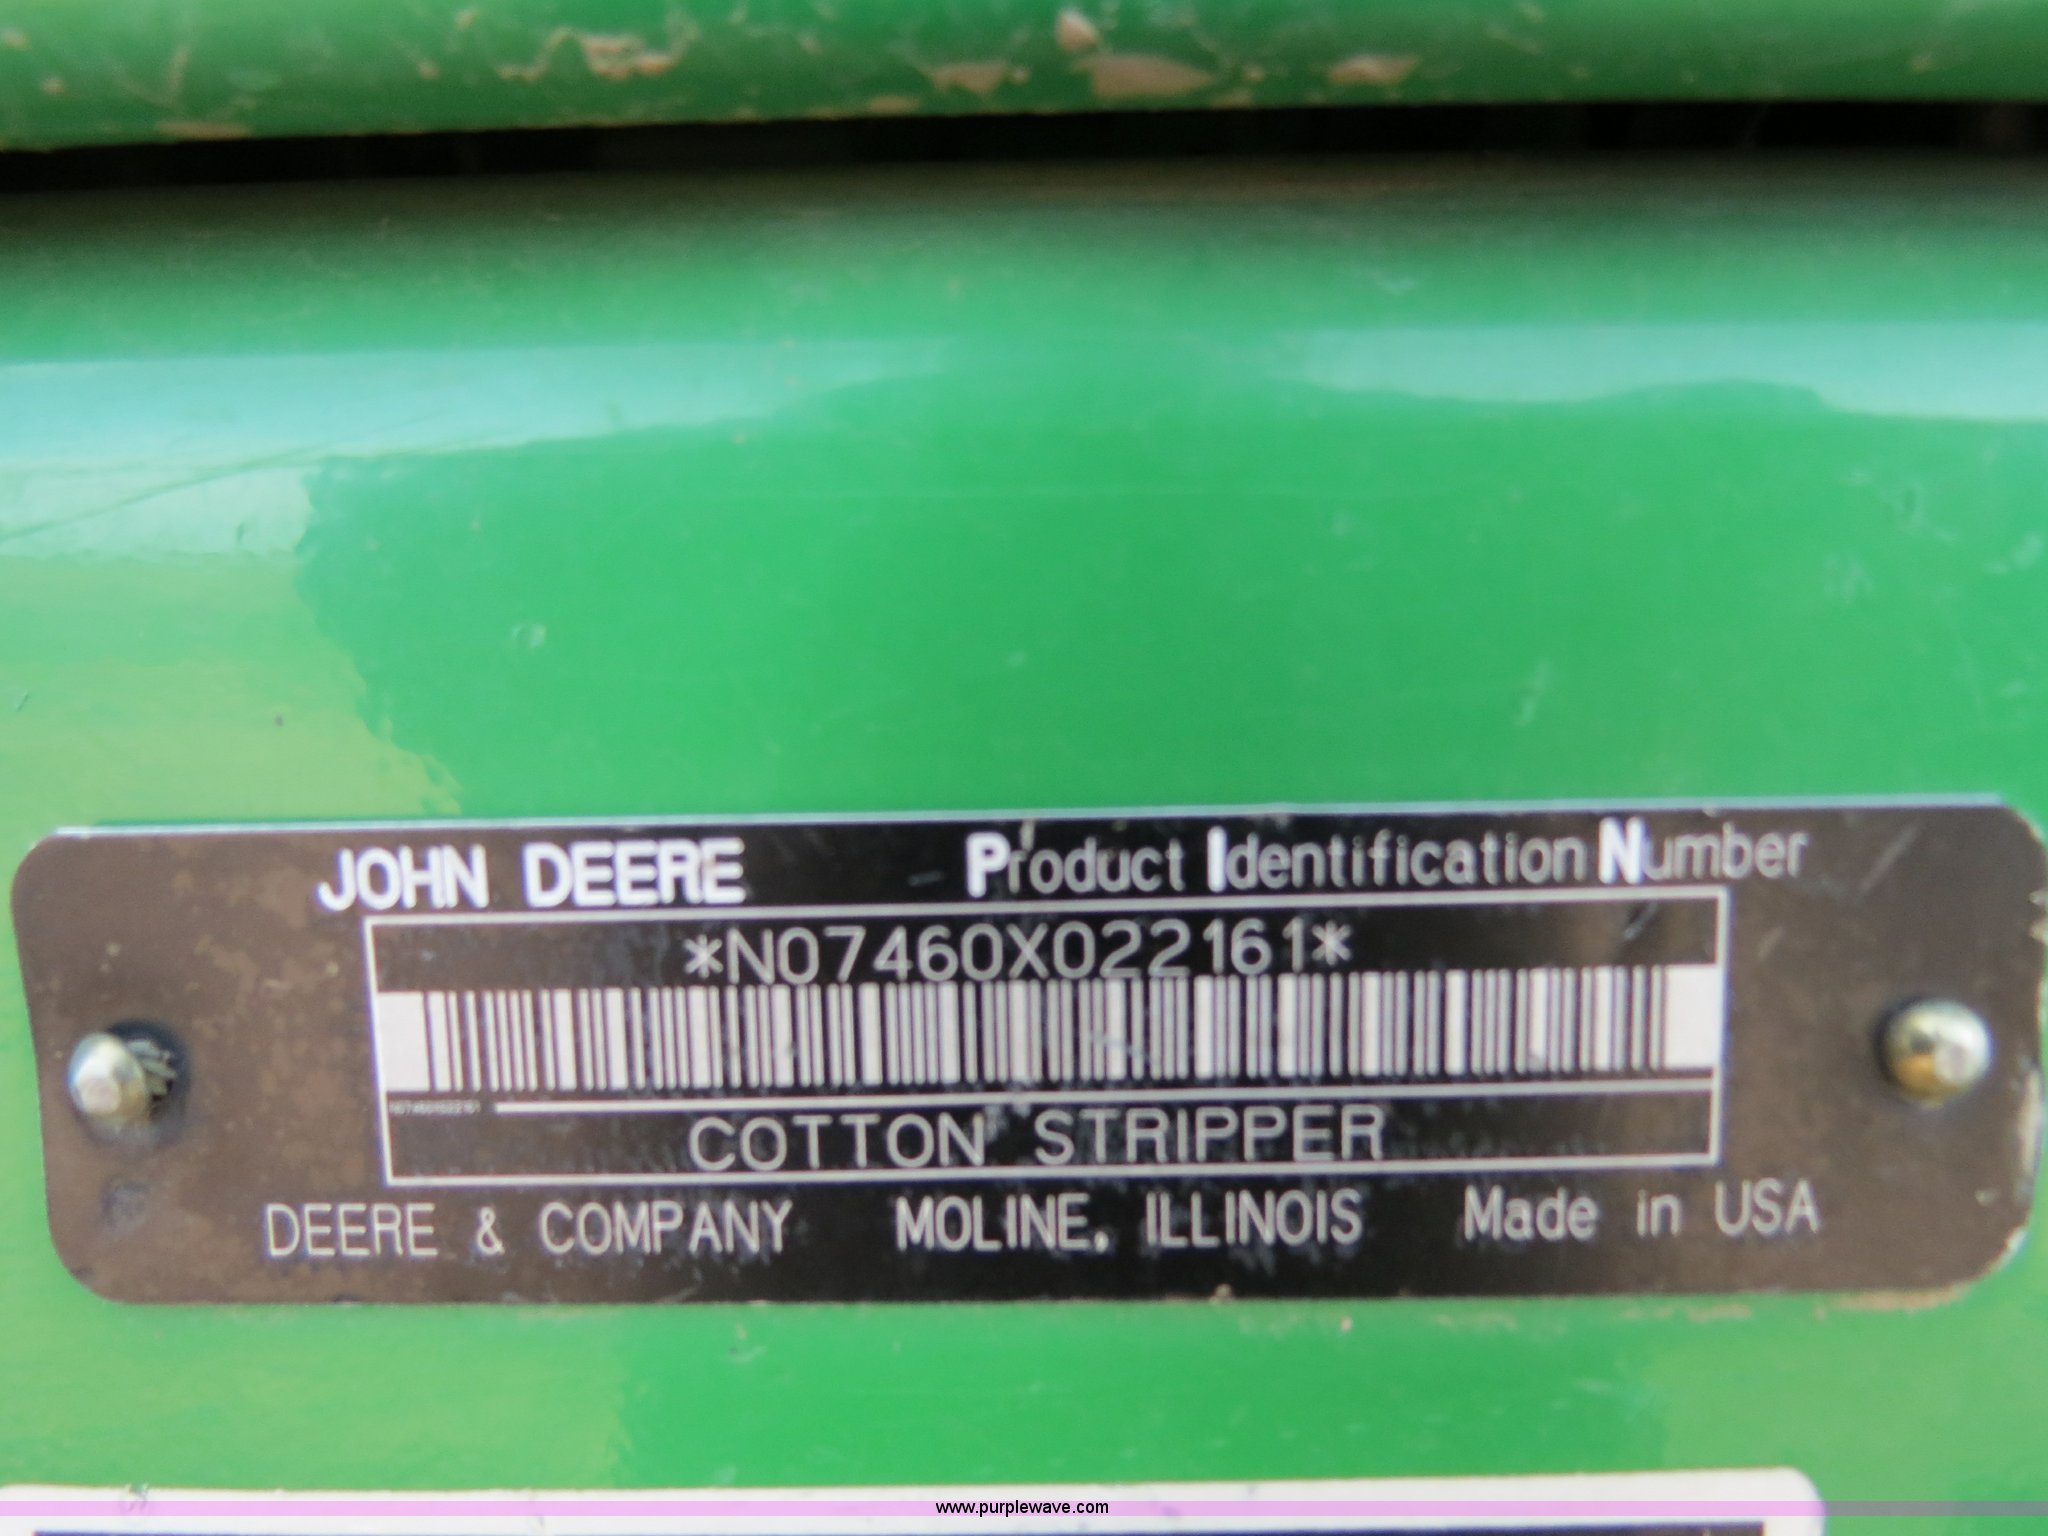 JOHN DEERE Product Identification Number
*N07460X022161*
COTTON STRIPPER
DEERE & COMPANY MOLINE, ILLINOIS Made in USA
www.purplewave.com